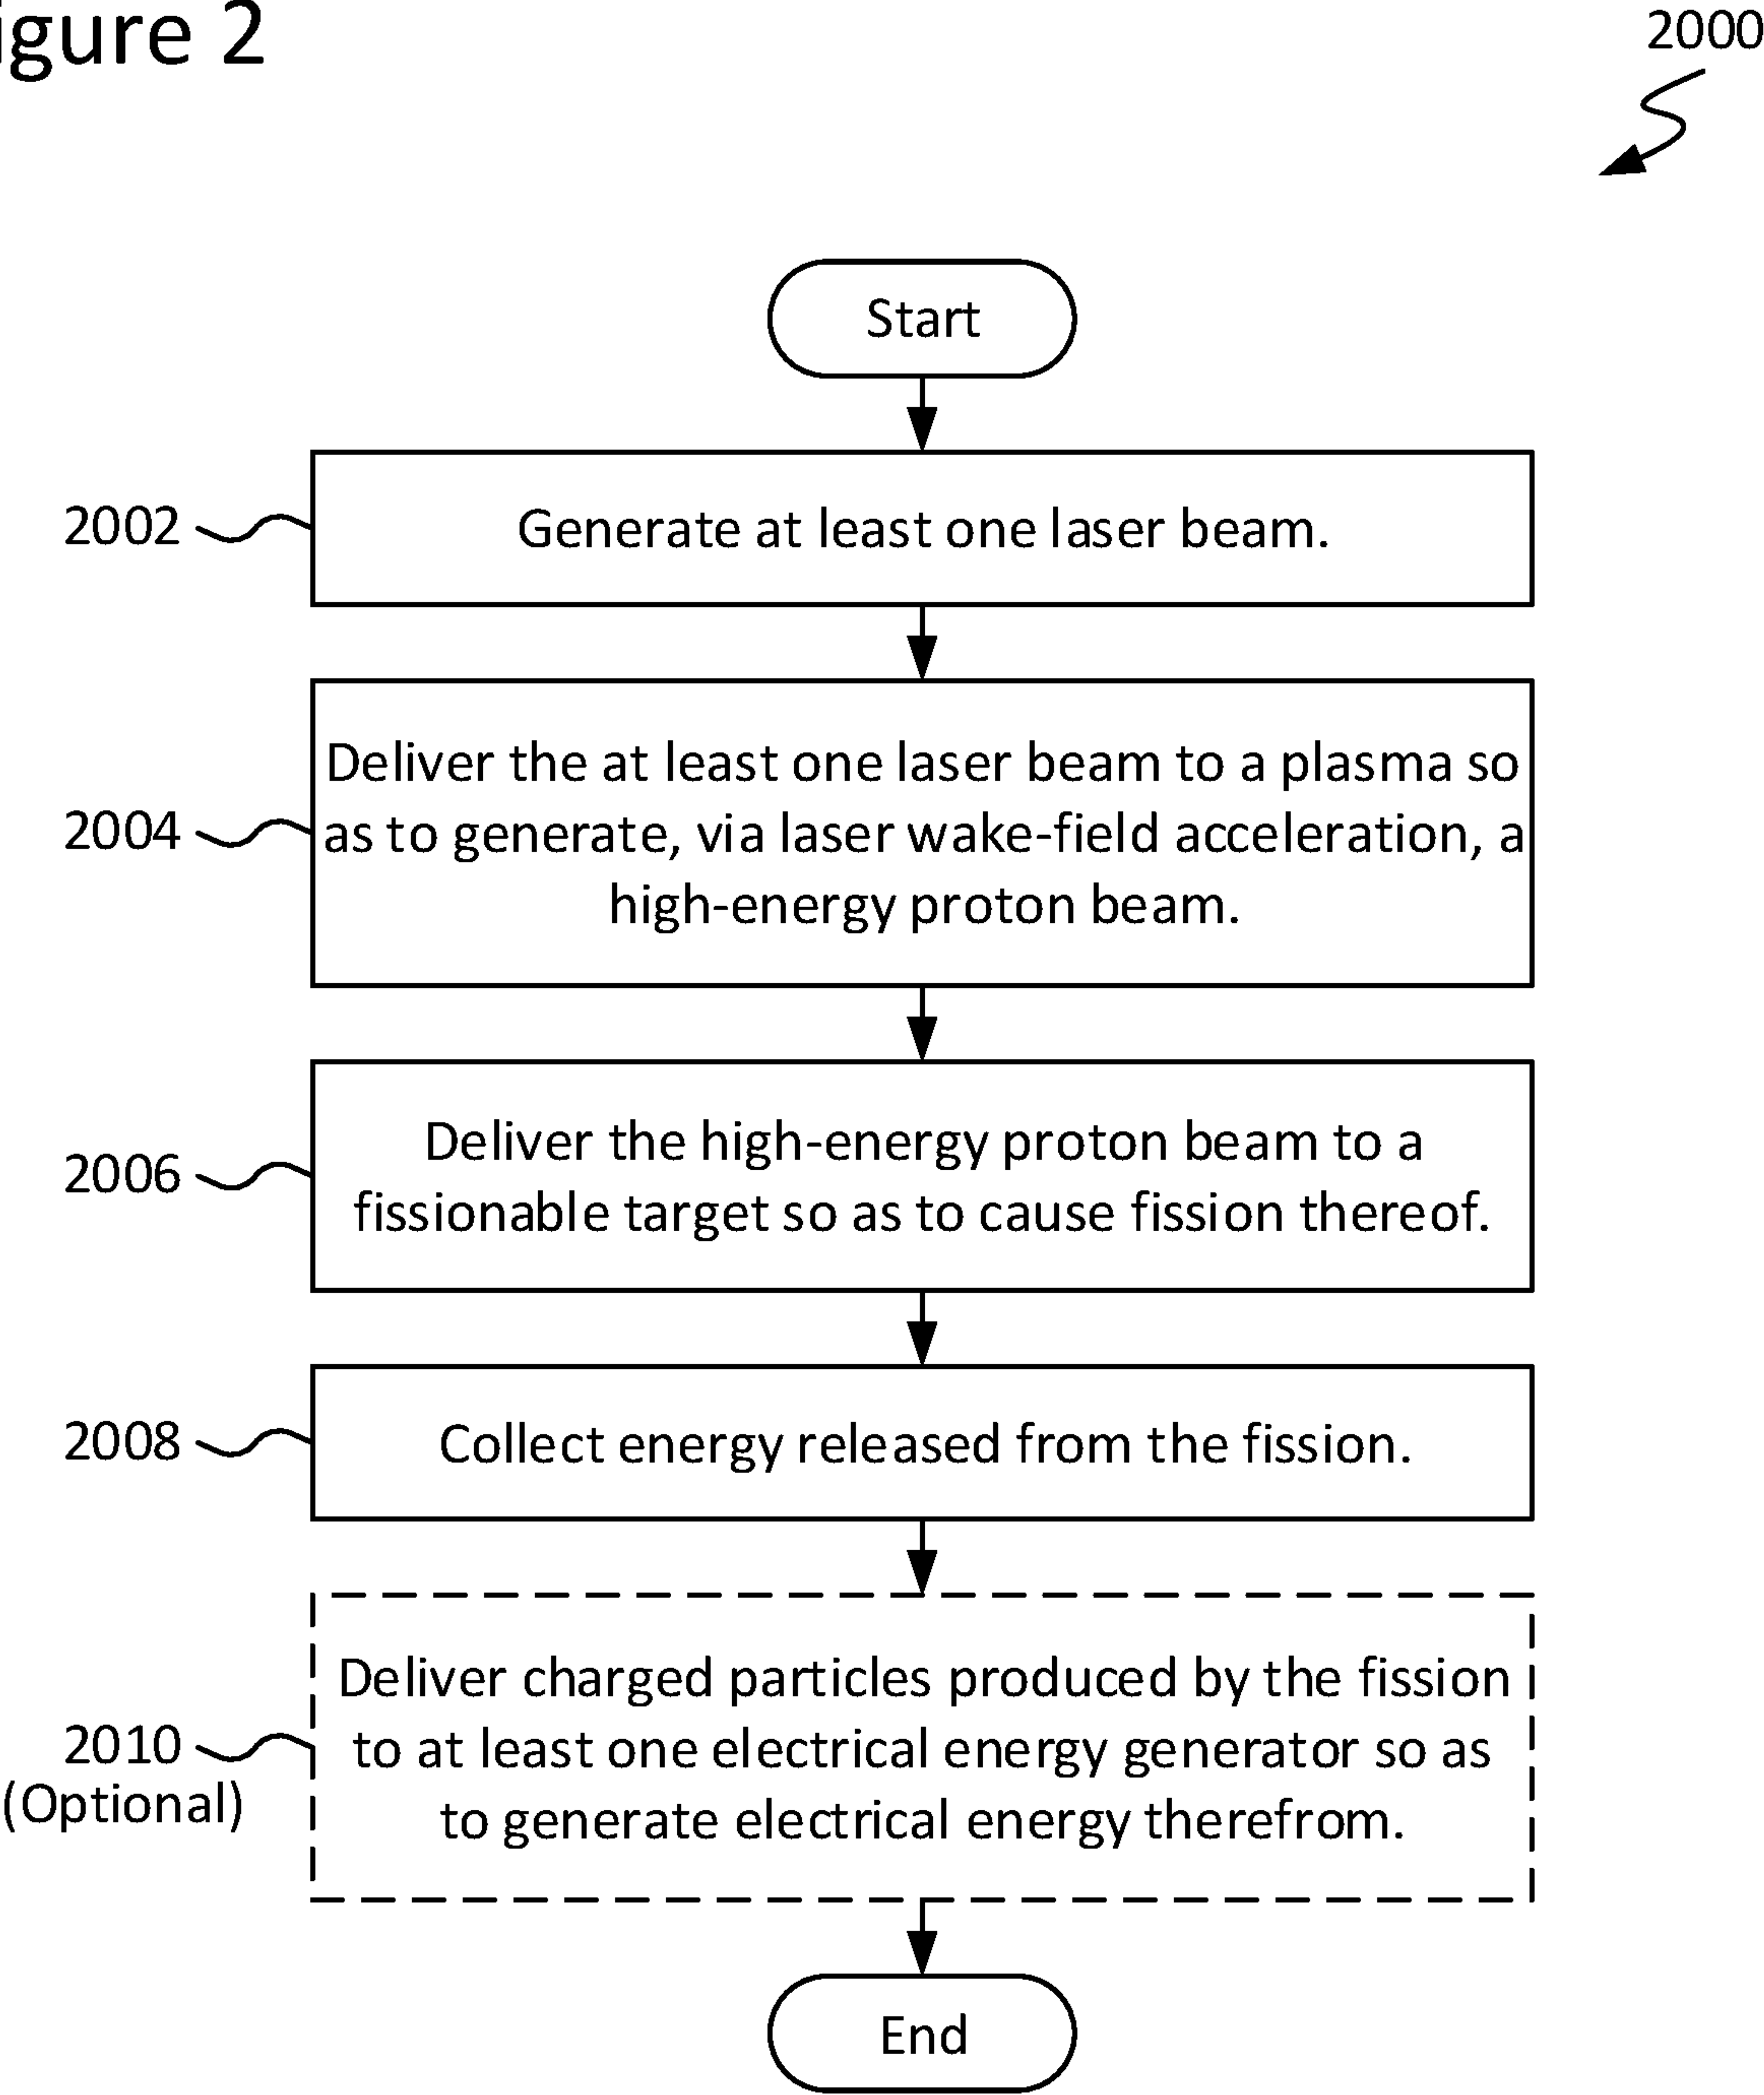 igure 2
2000
Start
2002
Generate at least one laser beam.
2004
Deliver the at least one laser beam to a plasma so
as to generate, via laser wake-field acceleration, a
high-energy proton beam.
2006
Deliver the high-energy proton beam to a
fissionable target so as to cause fission thereof.
2008
Collect energy released from the fission.
2010
(Optional)
Deliver charged particles produced by the fission
to at least one electrical energy generator so as
to generate electrical energy therefrom.
End